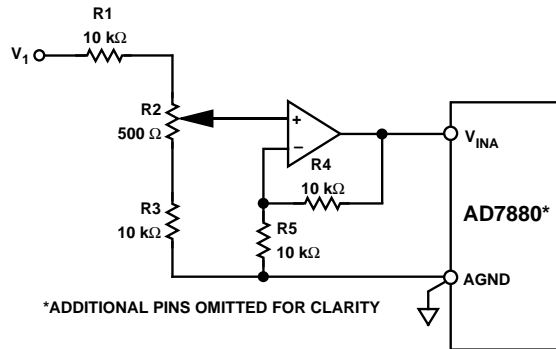 R1
10 kΩ
V1
R2
500 Ω
+
–
R4
10 kΩ
VINA
R3
10 kΩ
R5
10 kΩ
AD7880*
AGND
*ADDITIONAL PINS OMITTED FOR CLARITY